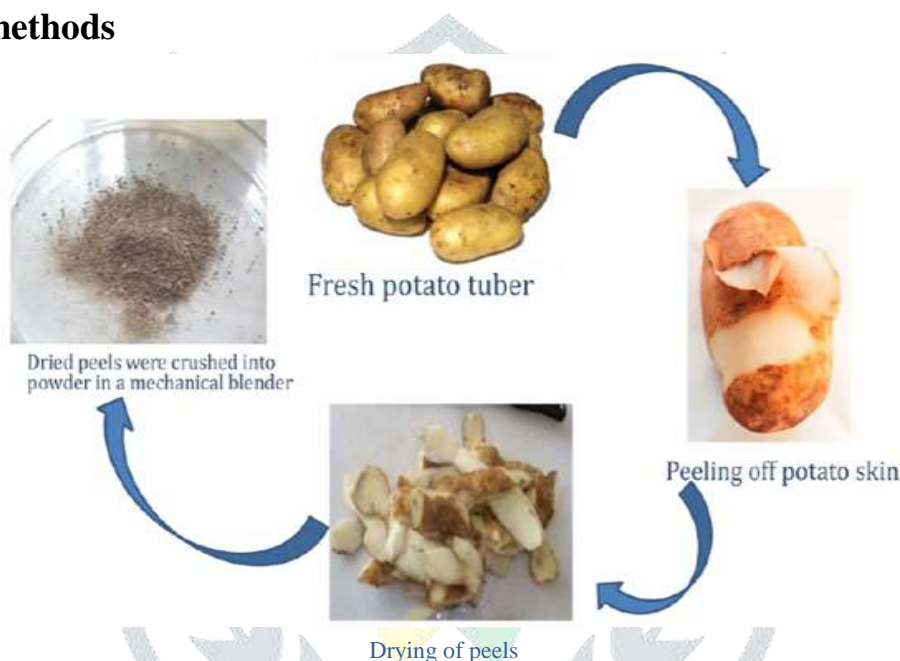 methods
Fresh potato tuber
Peeling off potato skin
Drying of peels
Dried peels were crushed into
powder in a mechanical blender